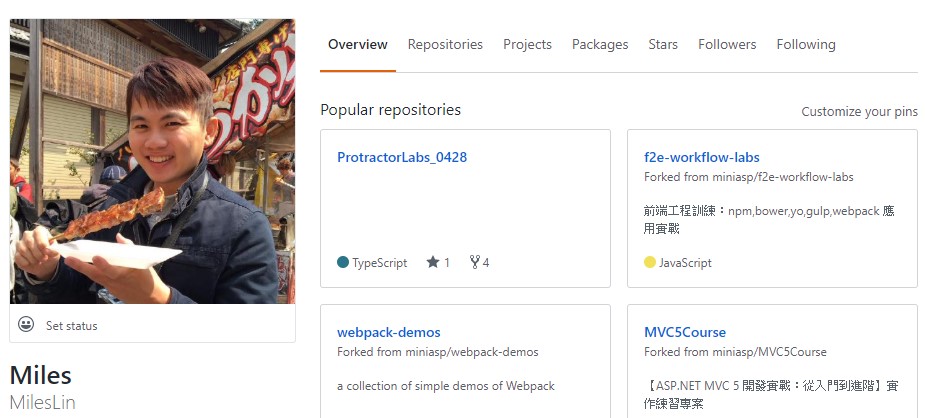 Overview Repositories Projects Packages Stars Followers Following
Popular repositories
Customize your pins
ProtractorLabs_0428
TypeScript 1 4
f2e-workflow-labs
Forked from miniasp/f2e-workflow-labs
前端工程訓練：npm,bower,yo,gulp,webpack 應
用實戰
JavaScript
webpack-demos
Forked from miniasp/webpack-demos
a collection of simple demos of Webpack
MVC5Course
Forked from miniasp/MVC5Course
【ASP.NET MVC 5 開發實戰：從入門到進階】實
作練習專案
Set status
Miles
MilesLin